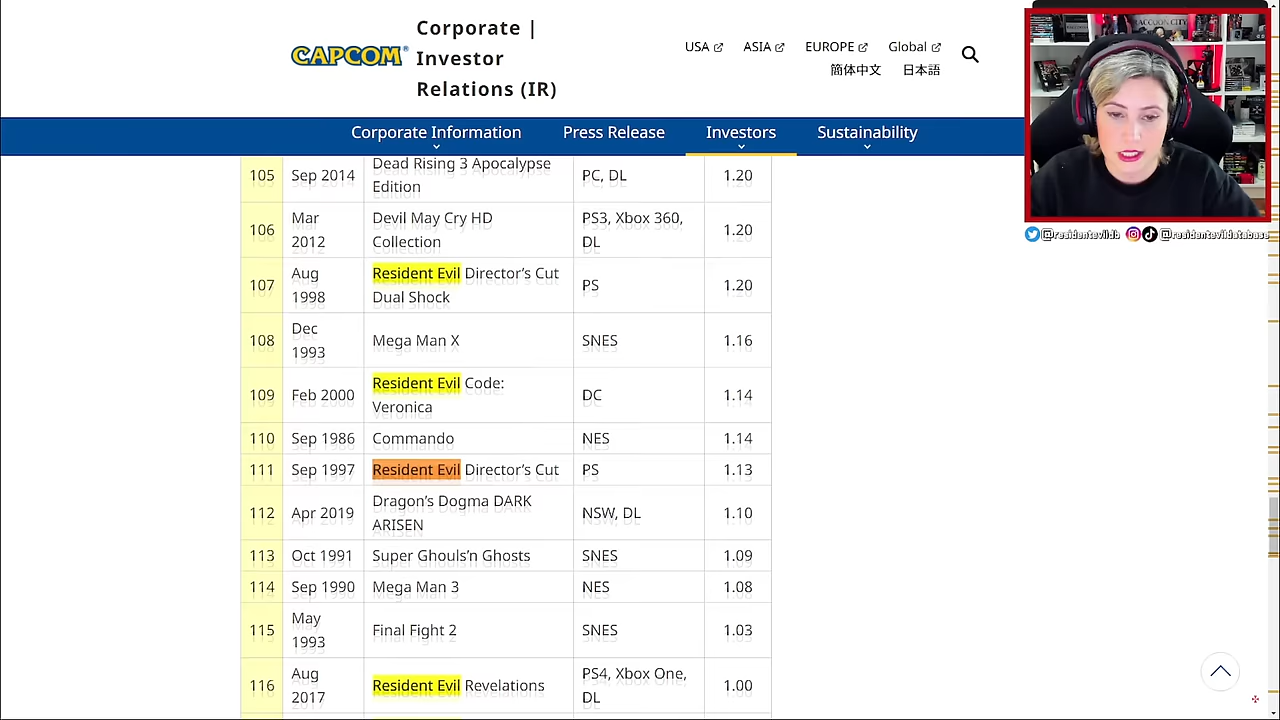 Corporate |
Investor
Relations (IR)
CAPCOM
USA
ASIA
EUROPE
Global
簡体中文
日本語
Corporate Information
Press Release
Investors
Sustainability
RACCOON CITY
@residentevildb
@residentevildatabase
105 Sep 2014 Dead Rising 3 Apocalypse Edition PC, DL 1.20
106 Mar 2012 Devil May Cry HD Collection PS3, Xbox 360, DL 1.20
107 Aug 1998 Resident Evil Director's Cut Dual Shock PS 1.20
108 Dec 1993 Mega Man X SNES 1.16
109 Feb 2000 Resident Evil Code: Veronica DC 1.14
110 Sep 1986 Commando NES 1.14
111 Sep 1997 Resident Evil Director's Cut PS 1.13
112 Apr 2019 Dragon's Dogma DARK ARISEN NSW, DL 1.10
113 Oct 1991 Super Ghouls'n Ghosts SNES 1.09
114 Sep 1990 Mega Man 3 NES 1.08
115 May 1993 Final Fight 2 SNES 1.03
116 Aug 2017 Resident Evil Revelations PS4, Xbox One, DL 1.00